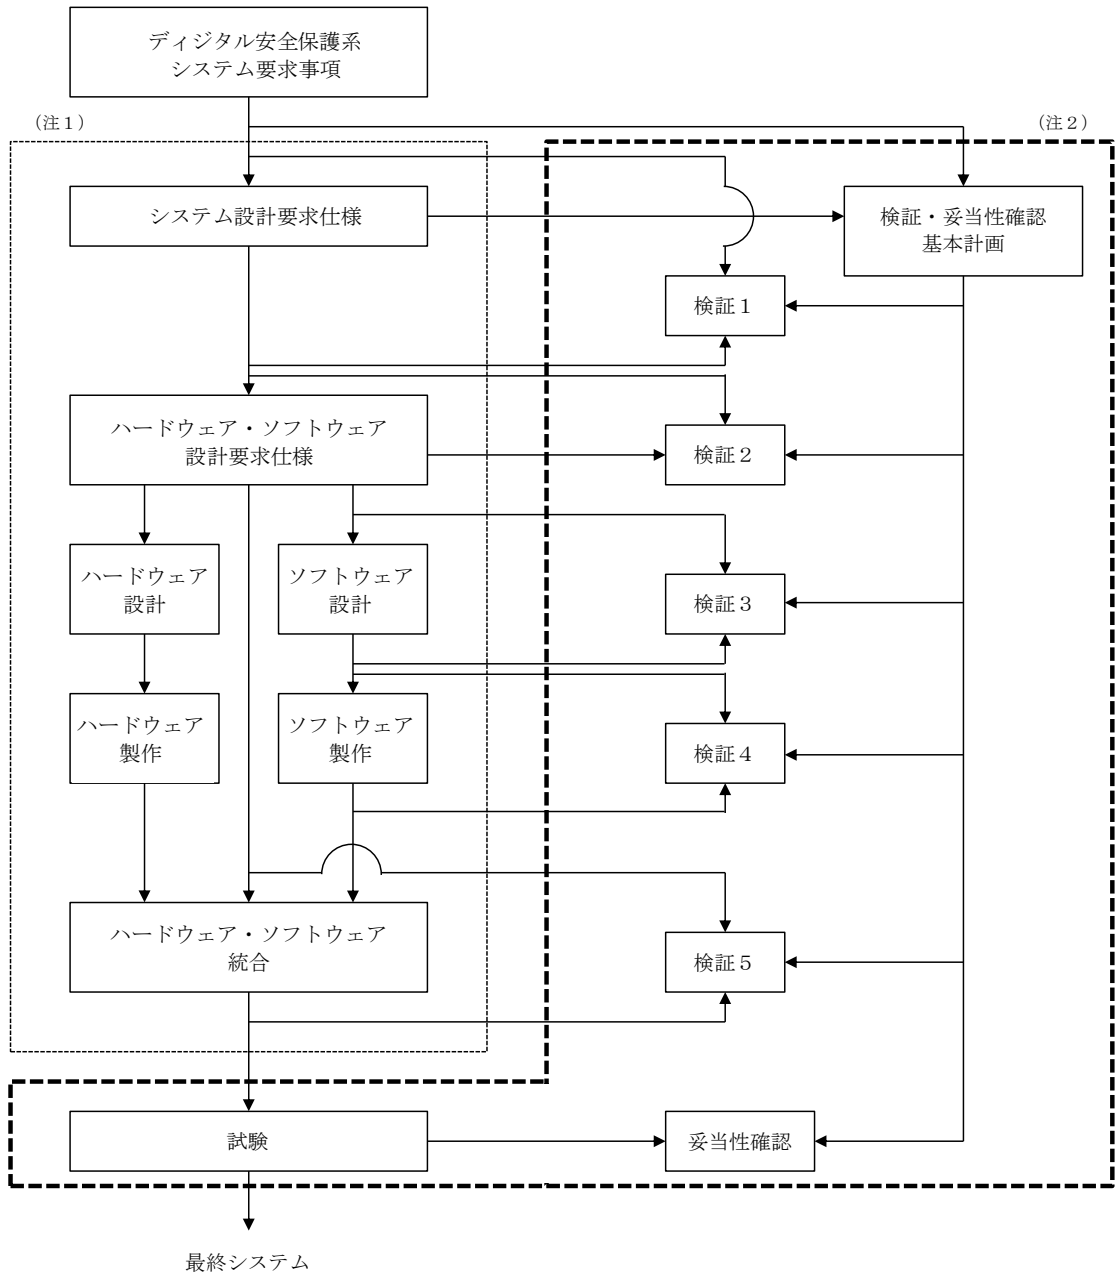 ディジタル安全保護系
システム要求事項
（注１）
（注２）
システム設計要求仕様
検証・妥当性確認
基本計画
検証１
ハードウェア・ソフトウェア
設計要求仕様
検証２
ハードウェア
設計
ソフトウェア
設計
検証３
ハードウェア
製作
ソフトウェア
製作
検証４
ハードウェア・ソフトウェア
統合
検証５
試験
妥当性確認
最終システム